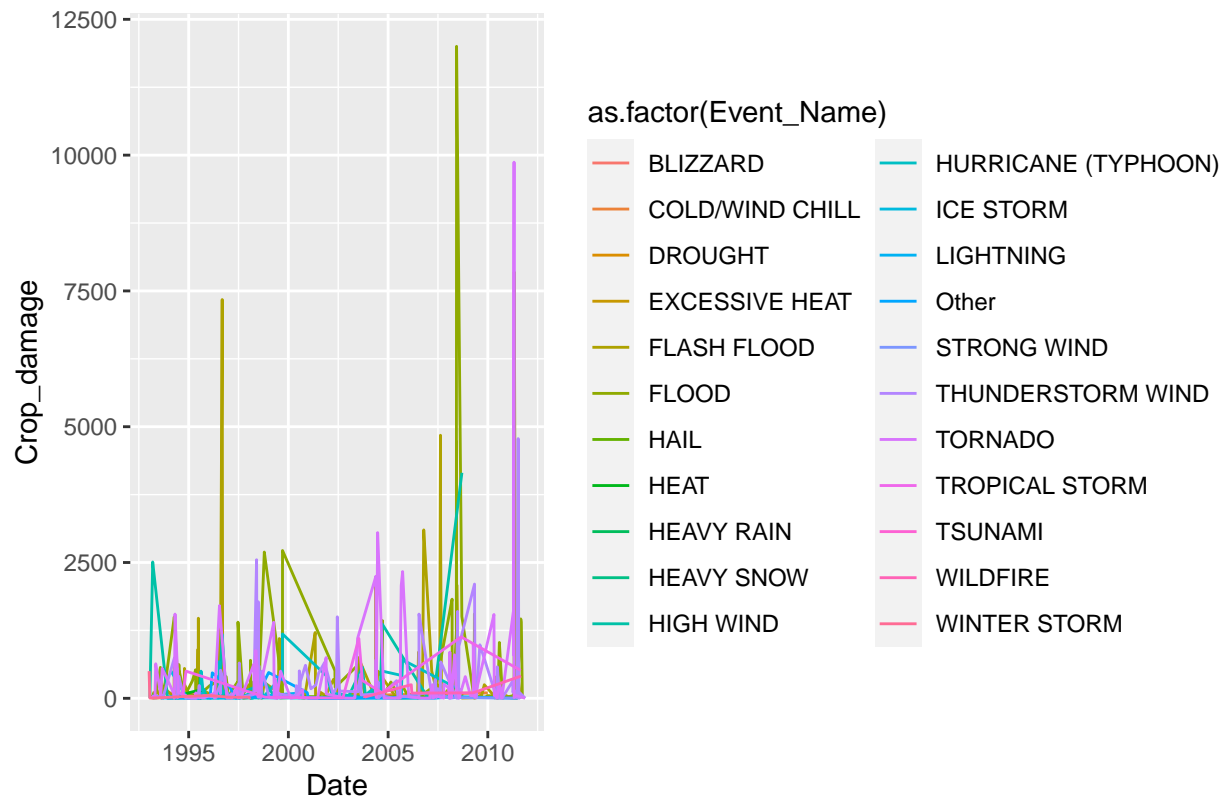 12500
10000
7500
5000
2500
0
Crop_damage
1995 2000 2005 2010
Date
as.factor(Event_Name)
BLIZZARD
COLD/WIND CHILL
DROUGHT
EXCESSIVE HEAT
FLASH FLOOD
FLOOD
HAIL
HEAT
HEAVY RAIN
HEAVY SNOW
HIGH WIND
HURRICANE (TYPHOON)
ICE STORM
LIGHTNING
Other
STRONG WIND
THUNDERSTORM WIND
TORNADO
TROPICAL STORM
TSUNAMI
WILDFIRE
WINTER STORM